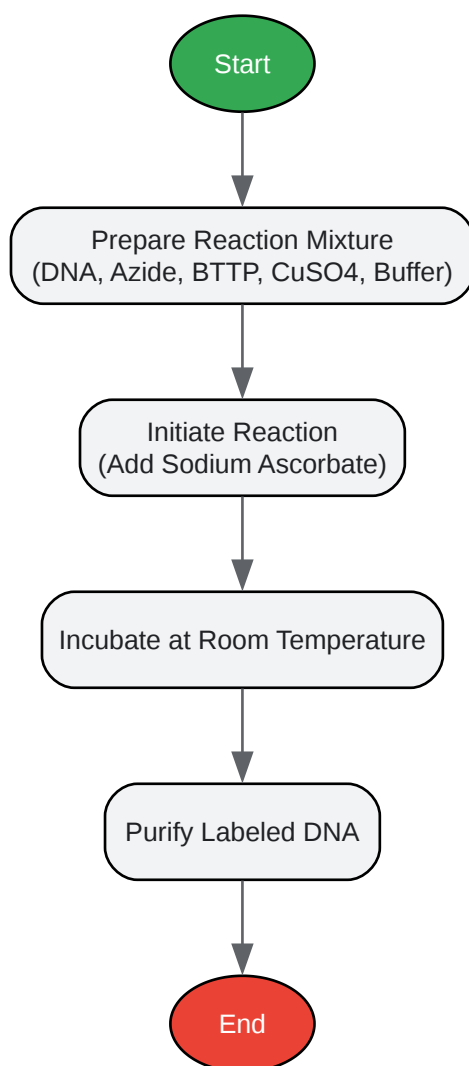 Start
Prepare Reaction Mixture
(DNA, Azide, BTTP, CuSO4, Buffer)
Initiate Reaction
(Add Sodium Ascorbate)
Incubate at Room Temperature
Purify Labeled DNA
End